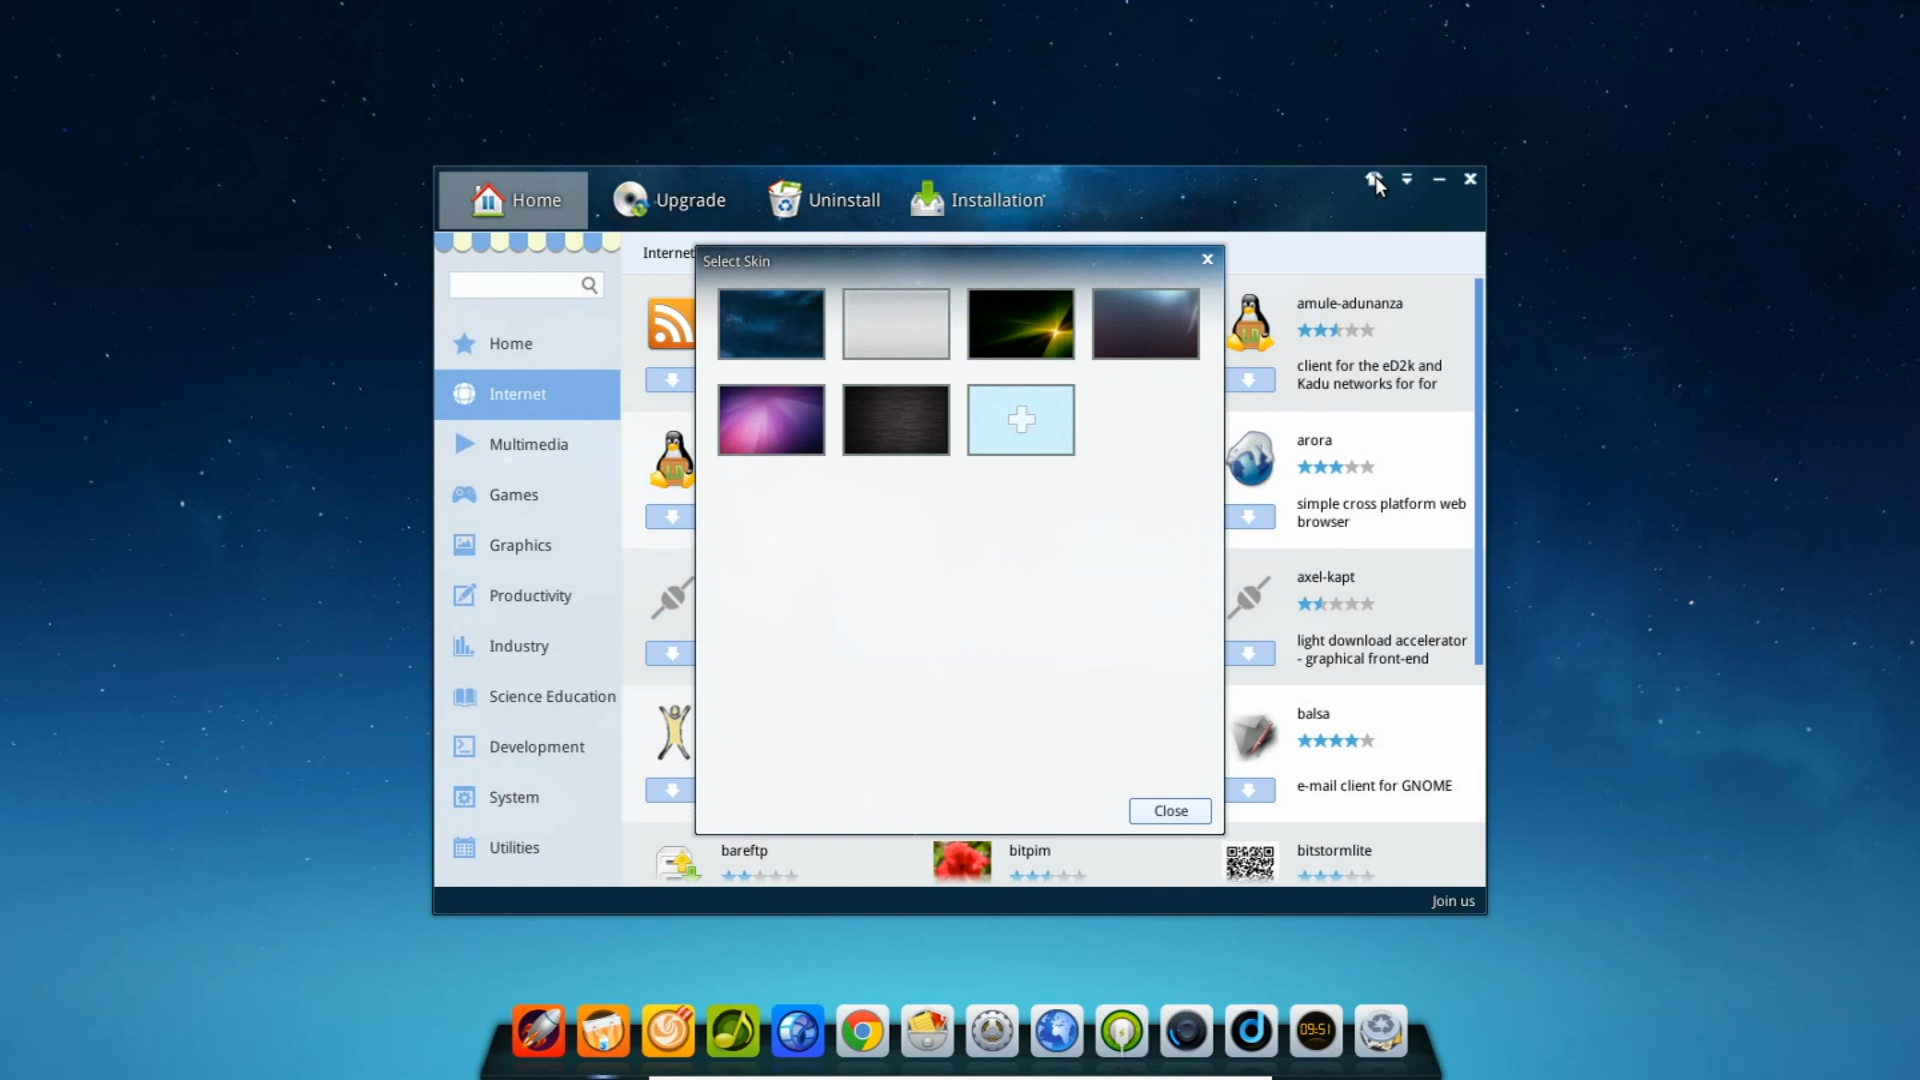 Home
Upgrade
Uninstall
Installation
Internet
Select Skin
Home
Internet
Multimedia
Games
Graphics
Productivity
Industry
Science Education
Development
System
Utilities
amule-adunanza
client for the eD2k and
Kadu networks for for
arora
simple cross platform web
browser
axel-kapt
light download accelerator
- graphical front-end
balsa
e-mail client for GNOME
Close
bareftp
bitpim
bitstormlite
Join us
09:51